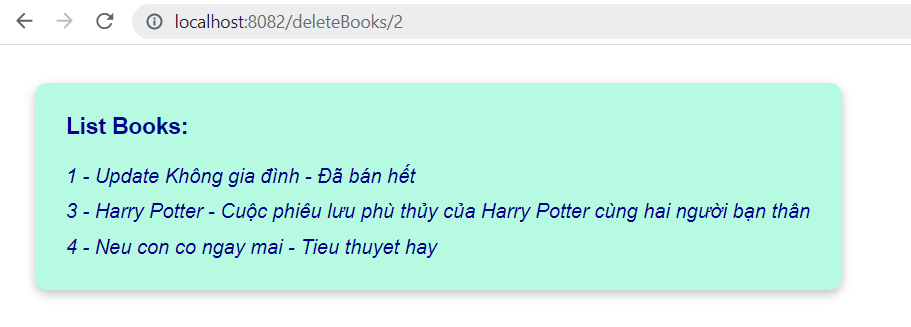 localhost:8082/deleteBooks/2
List Books:
1 - Update Không gia đình - Đã bán hết
3 - Harry Potter - Cuộc phiêu lưu phù thủy của Harry Potter cùng hai người bạn thân
4 - Neu con co ngay mai - Tieu thuyet hay